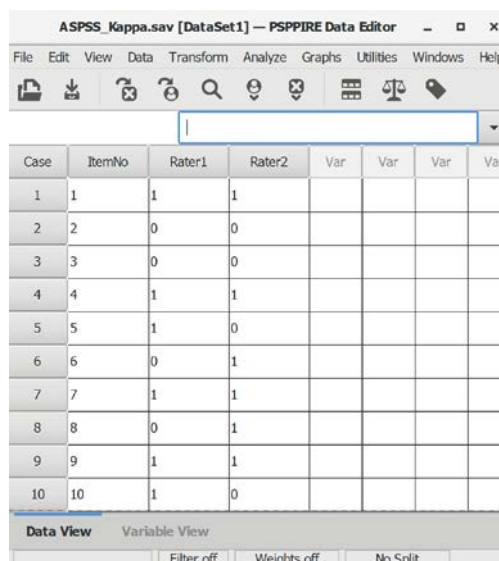 ASPSS_Kappa.sav [DataSet1] — PSPPIRE Data Editor
File Edit View Data Transform Analyze Graphs Utilities Windows Help
Case ItemNo Rater1 Rater2 Var Var Var Va
1 1 1 1
2 2 0 0
3 3 0 0
4 4 1 1
5 5 1 0
6 6 0 1
7 7 1 1
8 8 0 1
9 9 1 1
10 10 1 0
Data View Variable View
Filter off Weights off No Split